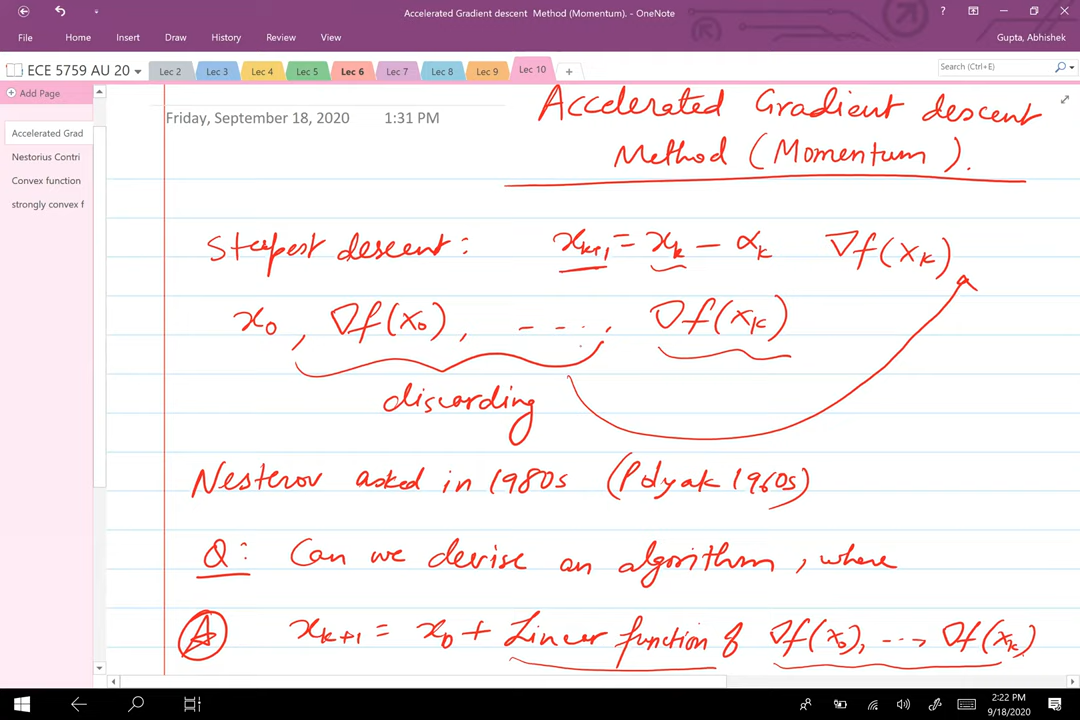 Accelerated Gradient descent Method (Momentum). - OneNote
Gupta, Abhishek
File Home Insert Draw History Review View
ECE 5759 AU 20
Lec 2 Lec 3 Lec 4 Lec 5 Lec 6 Lec 7 Lec 8 Lec 9 Lec 10 +
Search (Ctrl+E)
Add Page
Accelerated Grad
Nestorius Contri
Convex function
strongly convex f
Friday, September 18, 2020 1:31 PM
Accelerated Gradient descent
Method (Momentum).
Steepest descent: x_{k+1} = x_k − α_k ∇f(x_k)
x_0, ∇f(x_0), ....., ∇f(x_k)
discarding
Nesterov asked in 1980s (Polyak 1960s)
Q: Can we devise an algorithm, where
A x_{k+1} = x_0 + Linear function of ∇f(x_0), ..., ∇f(x_k)
2:22 PM
9/18/2020